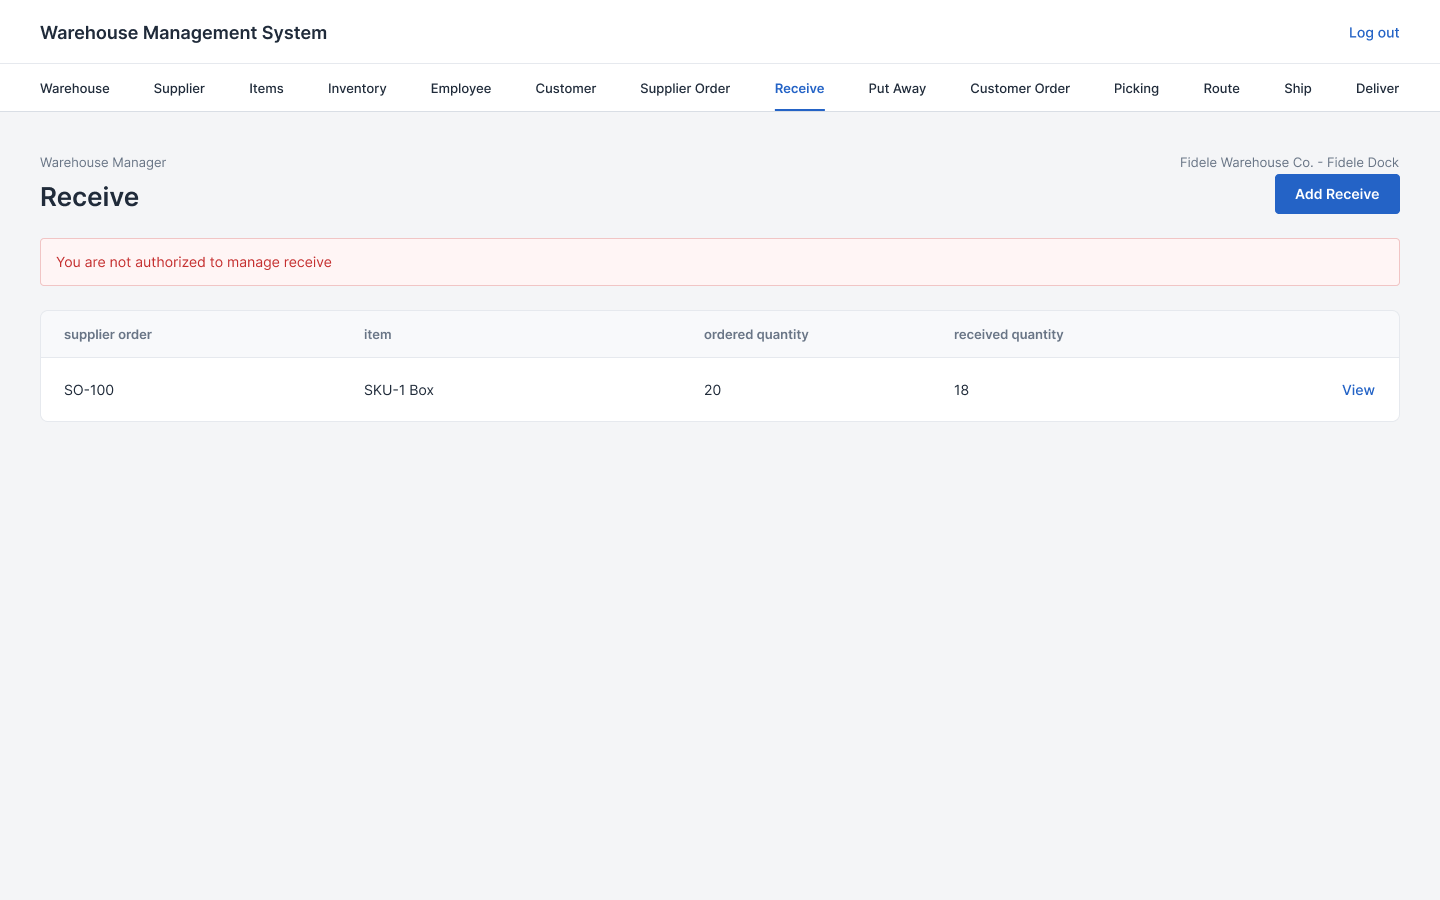 Warehouse Management System
Log out
Warehouse Supplier Items Inventory Employee Customer Supplier Order Receive Put Away Customer Order Picking Route Ship Deliver
Warehouse Manager
Fidele Warehouse Co. - Fidele Dock
Receive
Add Receive
You are not authorized to manage receive
supplier order item ordered quantity received quantity
SO-100 SKU-1 Box 20 18 View